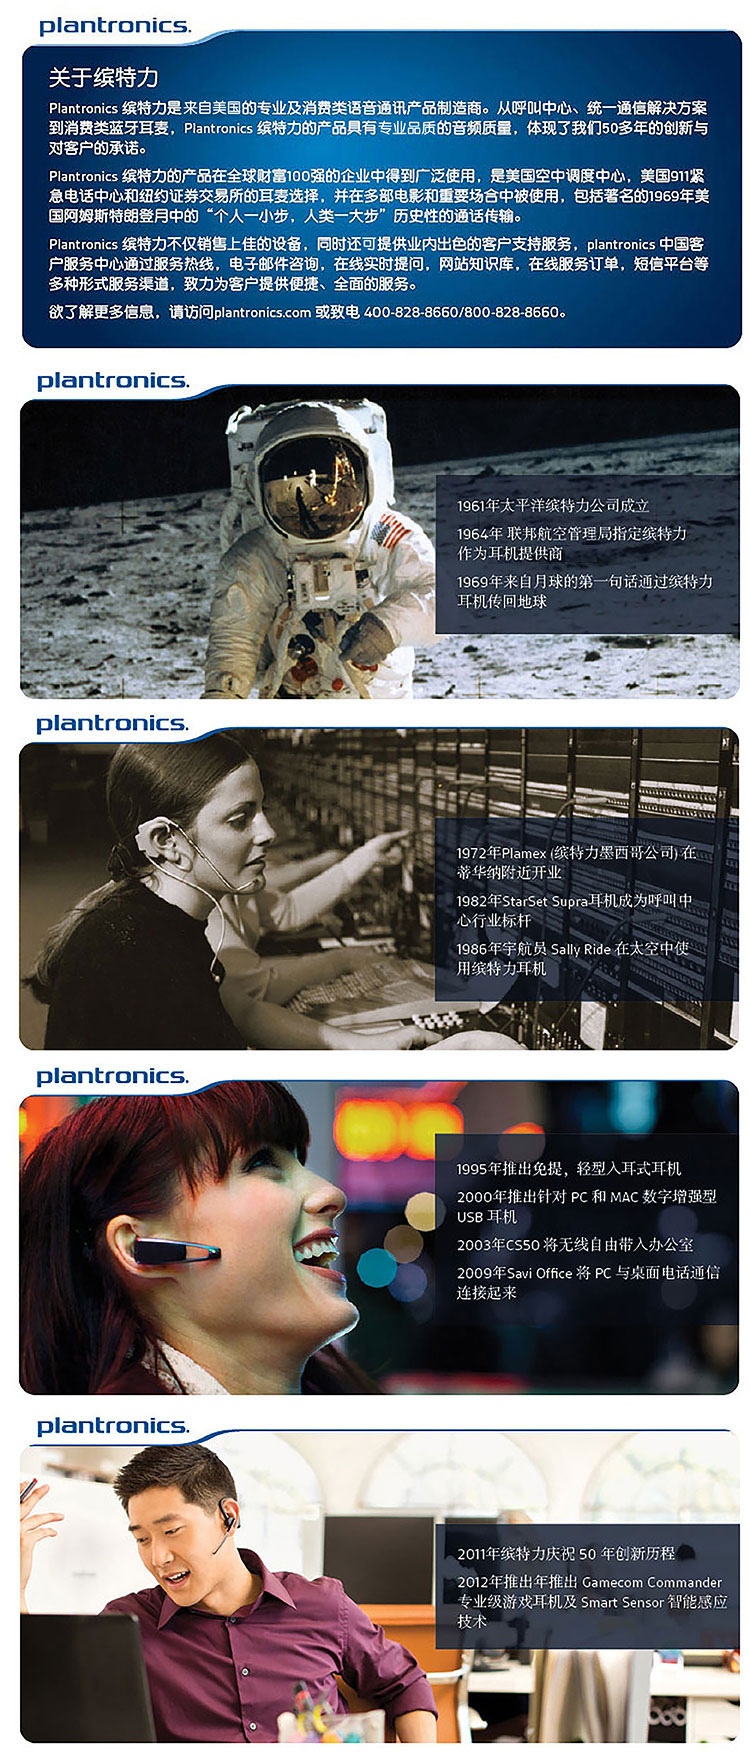 plantronics.
关于缤特力
Plantronics 缤特力是来自美国的专业及消费类语音通讯产品制造商。从呼叫中心、统一通信解决方案
到消费类蓝牙耳麦，Plantronics 缤特力的产品具有专业品质的音频质量，体现了我们50多年的创新与
对客户的承诺。
Plantronics 缤特力的产品在全球财富100强的企业中得到广泛使用，是美国空中调度中心，美国911紧
急电话中心和纽约证券交易所的耳麦选择，并在多部电影和重要场合中被使用，包括著名的1969年美
国阿姆斯特朗登月中的“个人一小步，人类一大步”历史性的通话传输。
Plantronics 缤特力不仅销售上佳的设备，同时还可提供业内出色的客户支持服务，plantronics 中国客
户服务中心通过服务热线，电子邮件咨询，在线实时提问，网站知识库，在线服务订单，短信平台等
多种形式服务渠道，致力为客户提供便捷、全面的服务。
欲了解更多信息，请访问plantronics.com 或致电 400-828-8660/800-828-8660。
plantronics.
1961年太平洋缤特力公司成立
1964年 联邦航空管理局指定缤特力
作为耳机提供商
1969年来自月球的第一句话通过缤特力
耳机传回地球
plantronics.
1972年Plamex (缤特力墨西哥公司) 在
蒂华纳附近开业
1982年StarSet Supra耳机成为呼叫中
心行业标杆
1986年宇航员 Sally Ride 在太空中使
用缤特力耳机
plantronics.
1995年推出免提，轻型入耳式耳机
2000年推出针对 PC 和 MAC 数字增强型
USB 耳机
2003年CS50 将无线自由带入办公室
2009年Savi Office 将 PC 与桌面电话通信
连接起来
plantronics.
2011年缤特力庆祝 50 年创新历程
2012年推出年推出 Gamecom Commander
专业级游戏耳机及 Smart Sensor 智能感应
技术